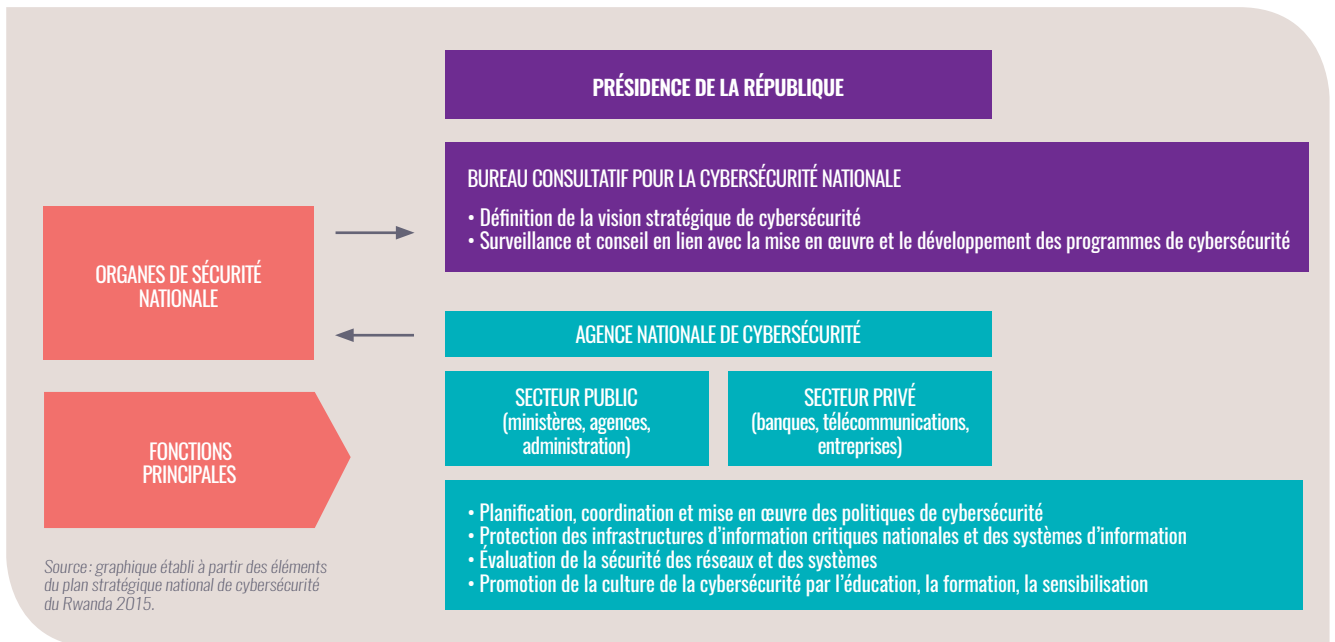 PRÉSIDENCE DE LA RÉPUBLIQUE
BUREAU CONSULTATIF POUR LA CYBERSÉCURITÉ NATIONALE
• Définition de la vision stratégique de cybersécurité
• Surveillance et conseil en lien avec la mise en œuvre et le développement des programmes de cybersécurité
ORGANES DE SÉCURITÉ
NATIONALE
AGENCE NATIONALE DE CYBERSÉCURITÉ
SECTEUR PUBLIC
(ministères, agences,
administration)
SECTEUR PRIVÉ
(banques, télécommunications,
entreprises)
FONCTIONS
PRINCIPALES
• Planification, coordination et mise en œuvre des politiques de cybersécurité
• Protection des infrastructures d’information critiques nationales et des systèmes d’information
• Évaluation de la sécurité des réseaux et des systèmes
• Promotion de la culture de la cybersécurité par l’éducation, la formation, la sensibilisation
Source : graphique établi à partir des éléments
du plan stratégique national de cybersécurité
du Rwanda 2015.